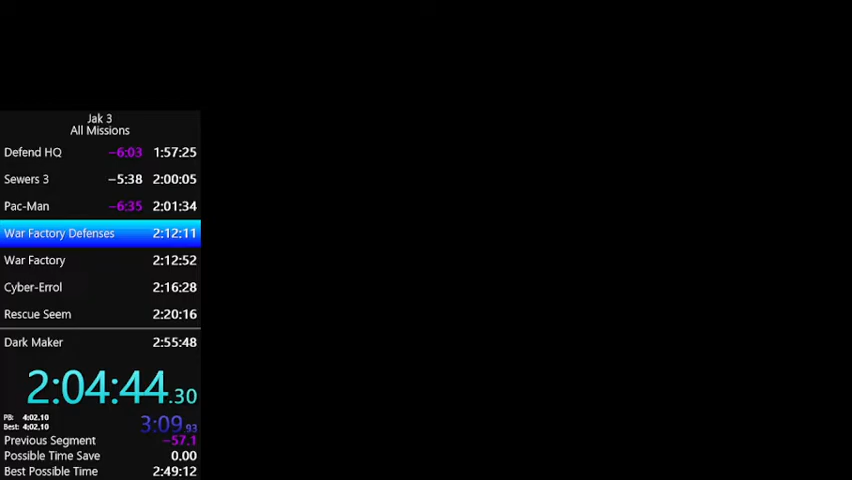 Jak 3
All Missions
Defend HQ −6:03 1:57:25
Sewers 3 −5:38 2:00:05
Pac-Man −6:35 2:01:34
War Factory Defenses 2:12:11
War Factory 2:12:52
Cyber-Errol 2:16:28
Rescue Seem 2:20:16
Dark Maker 2:55:48
2:04:44.30
PB: 4:02.10
Best: 4:02.10
3:09.93
Previous Segment −57.1
Possible Time Save 0.00
Best Possible Time 2:49:12